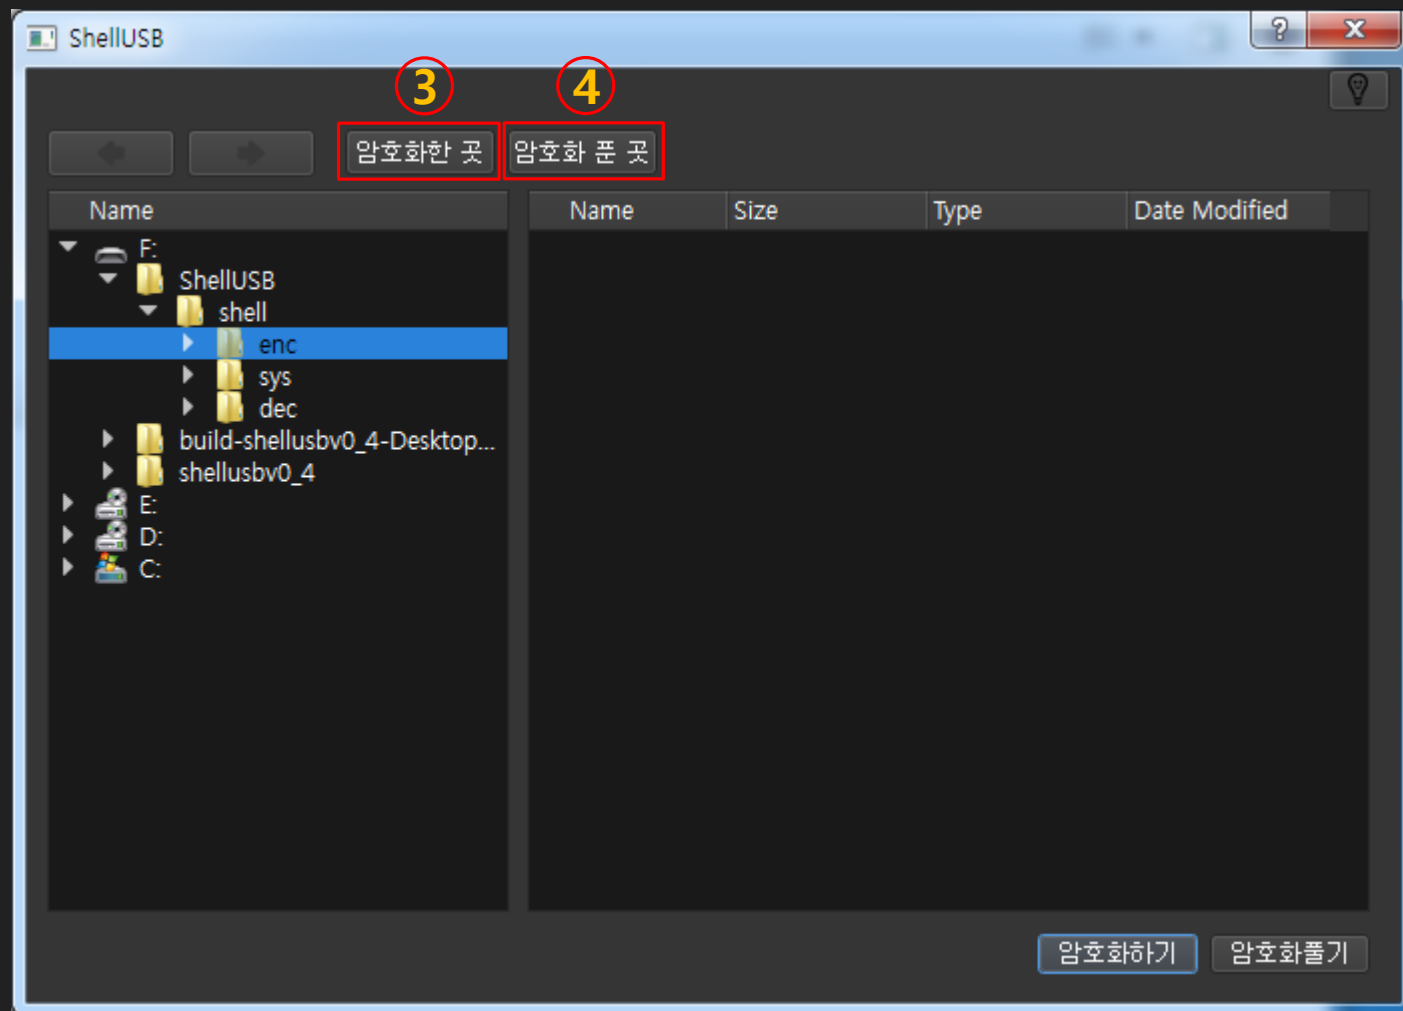 ShellUSB
③ ④
암호화한 곳 암호화 푼 곳
Name
F:
ShellUSB
shell
enc
sys
dec
build-shellusbv0_4-Desktop...
shellusbv0_4
E:
D:
C:
Name Size Type Date Modified
암호화하기 암호화풀기